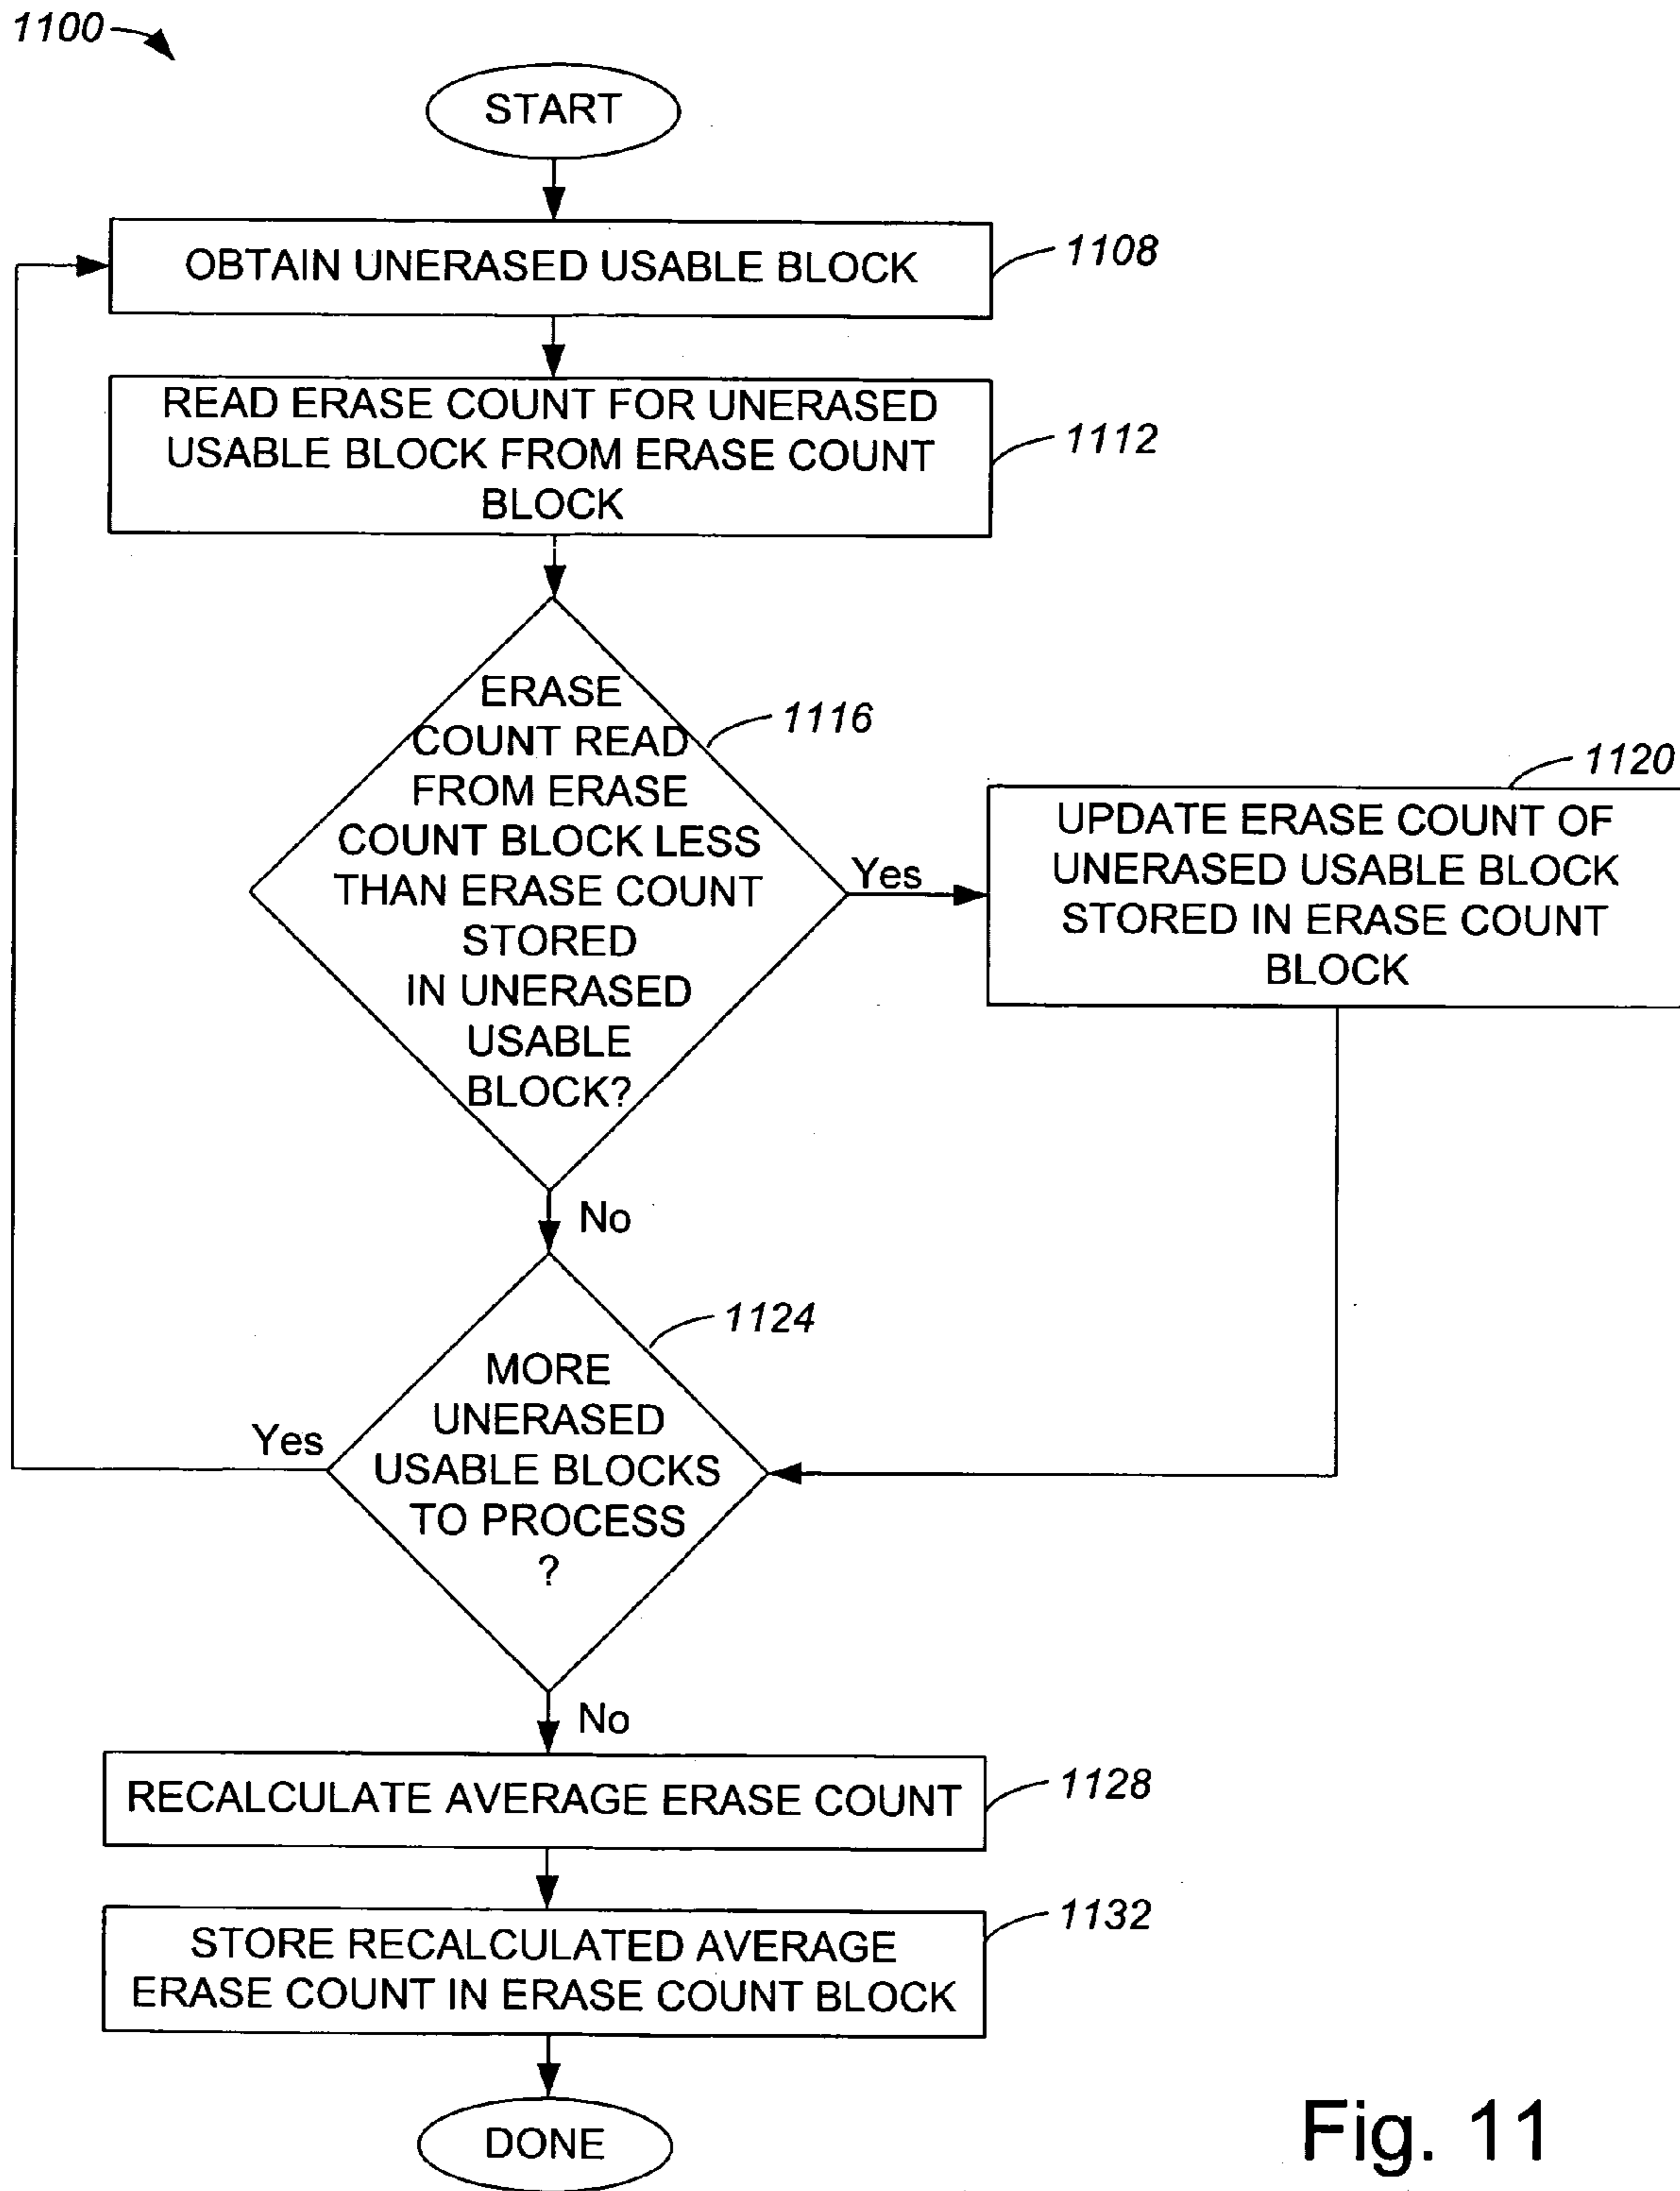 1100
START
OBTAIN UNERASED USABLE BLOCK
1108
READ ERASE COUNT FOR UNERASED
USABLE BLOCK FROM ERASE COUNT
BLOCK
1112
ERASE
COUNT READ
FROM ERASE
COUNT BLOCK LESS
THAN ERASE COUNT
STORED
IN UNERASED
USABLE
BLOCK?
1116
Yes
1120
UPDATE ERASE COUNT OF
UNERASED USABLE BLOCK
STORED IN ERASE COUNT
BLOCK
No
1124
MORE
UNERASED
USABLE BLOCKS
TO PROCESS
?
Yes
No
RECALCULATE AVERAGE ERASE COUNT
1128
STORE RECALCULATED AVERAGE
ERASE COUNT IN ERASE COUNT BLOCK
1132
DONE
Fig. 11